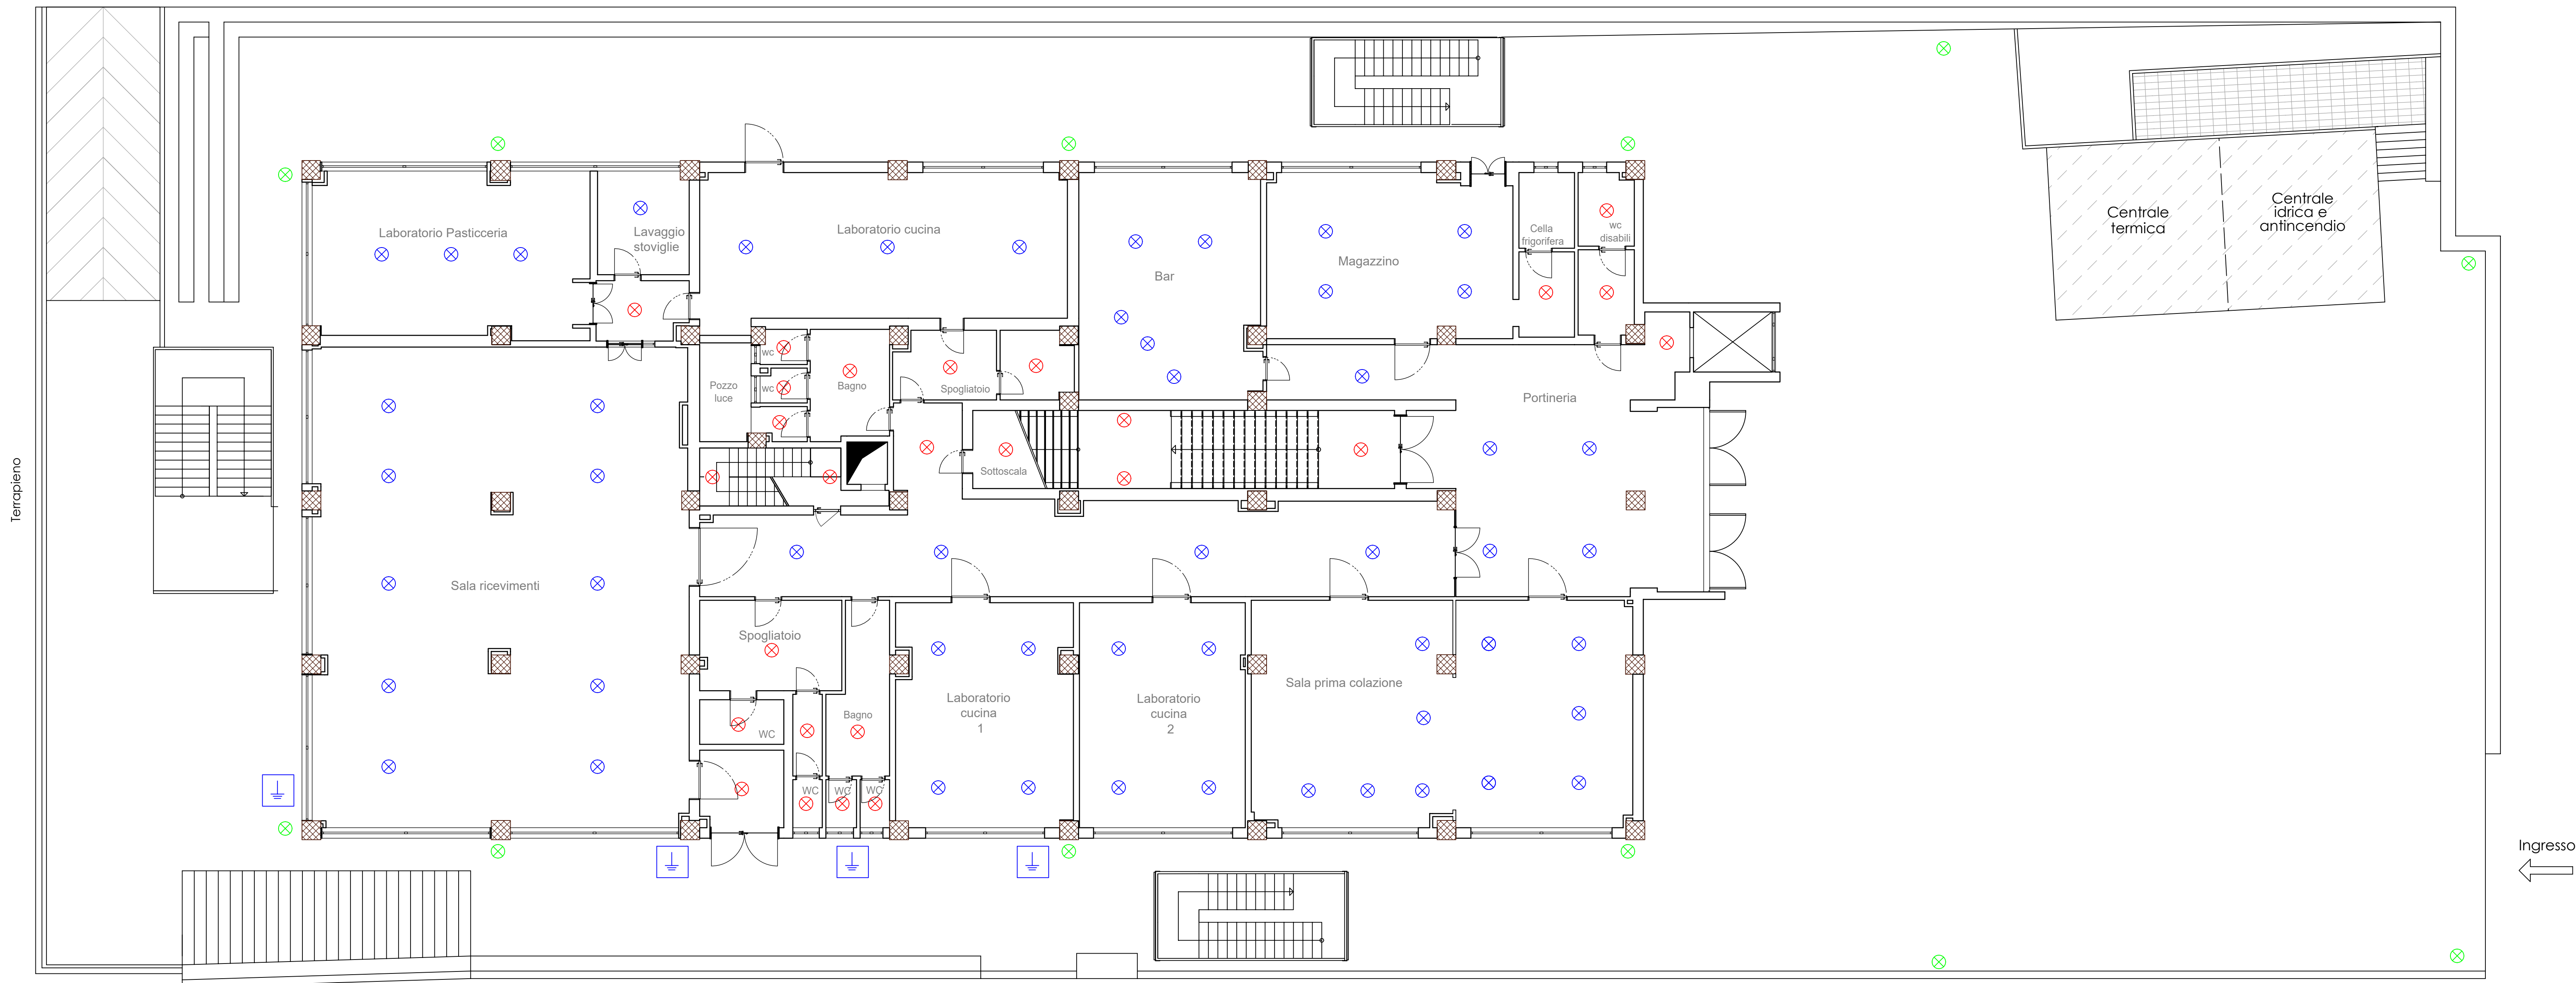 Centrale
termica
Centrale
idrica e
antincendio
Laboratorio Pasticceria
Lavaggio
stoviglie
Laboratorio cucina
Bar
Magazzino
Cella
frigorifera
wc
disabili
wc
wc
Pozzo
luce
Bagno
Spogliatoio
Portineria
Sottoscala
Terrapieno
Sala ricevimenti
Spogliatoio
WC
Bagno
WC
WC
WC
Laboratorio
cucina
1
Laboratorio
cucina
2
Sala prima colazione
Ingresso